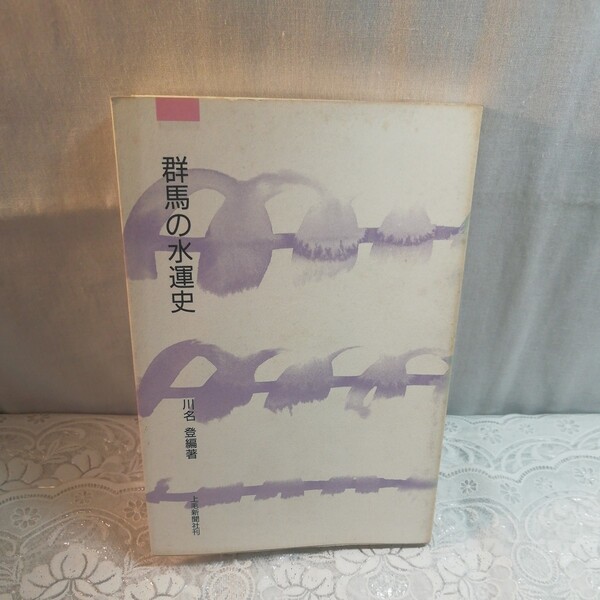 群馬の水運史
川名 登編著
上毛新聞社刊